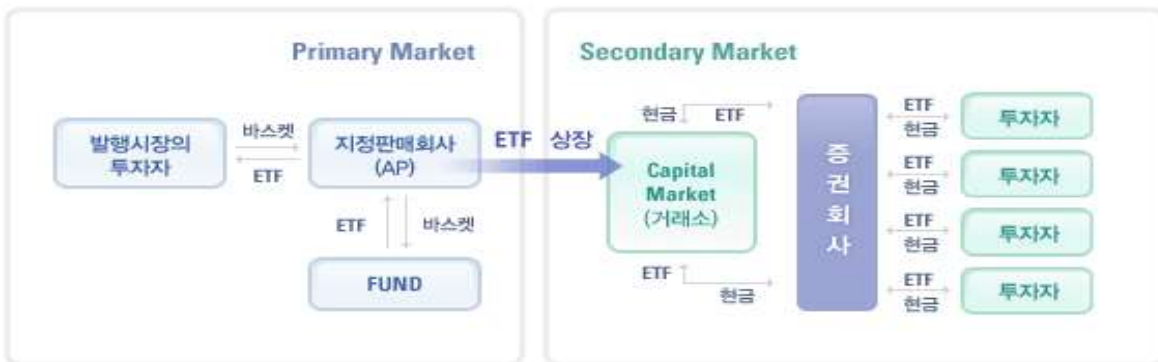 Primary Market
발행시장의
투자자
바스켓
ETF
지정판매회사
(AP)
ETF
바스켓
FUND
ETF 상장
Secondary Market
현금
ETF
Capital
Market
(거래소)
ETF
현금
증
권
회
사
ETF
현금
투자자
ETF
현금
투자자
ETF
현금
투자자
ETF
현금
투자자